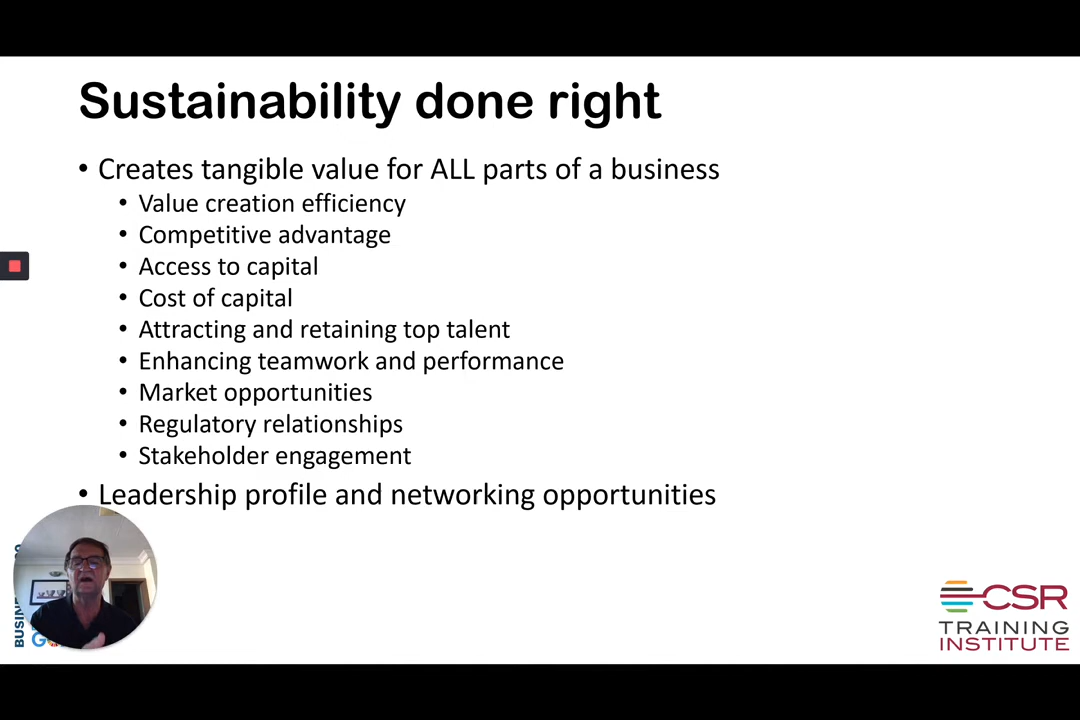 Sustainability done right
• Creates tangible value for ALL parts of a business
• Value creation efficiency
• Competitive advantage
• Access to capital
• Cost of capital
• Attracting and retaining top talent
• Enhancing teamwork and performance
• Market opportunities
• Regulatory relationships
• Stakeholder engagement
• Leadership profile and networking opportunities
CSR
TRAINING
INSTITUTE